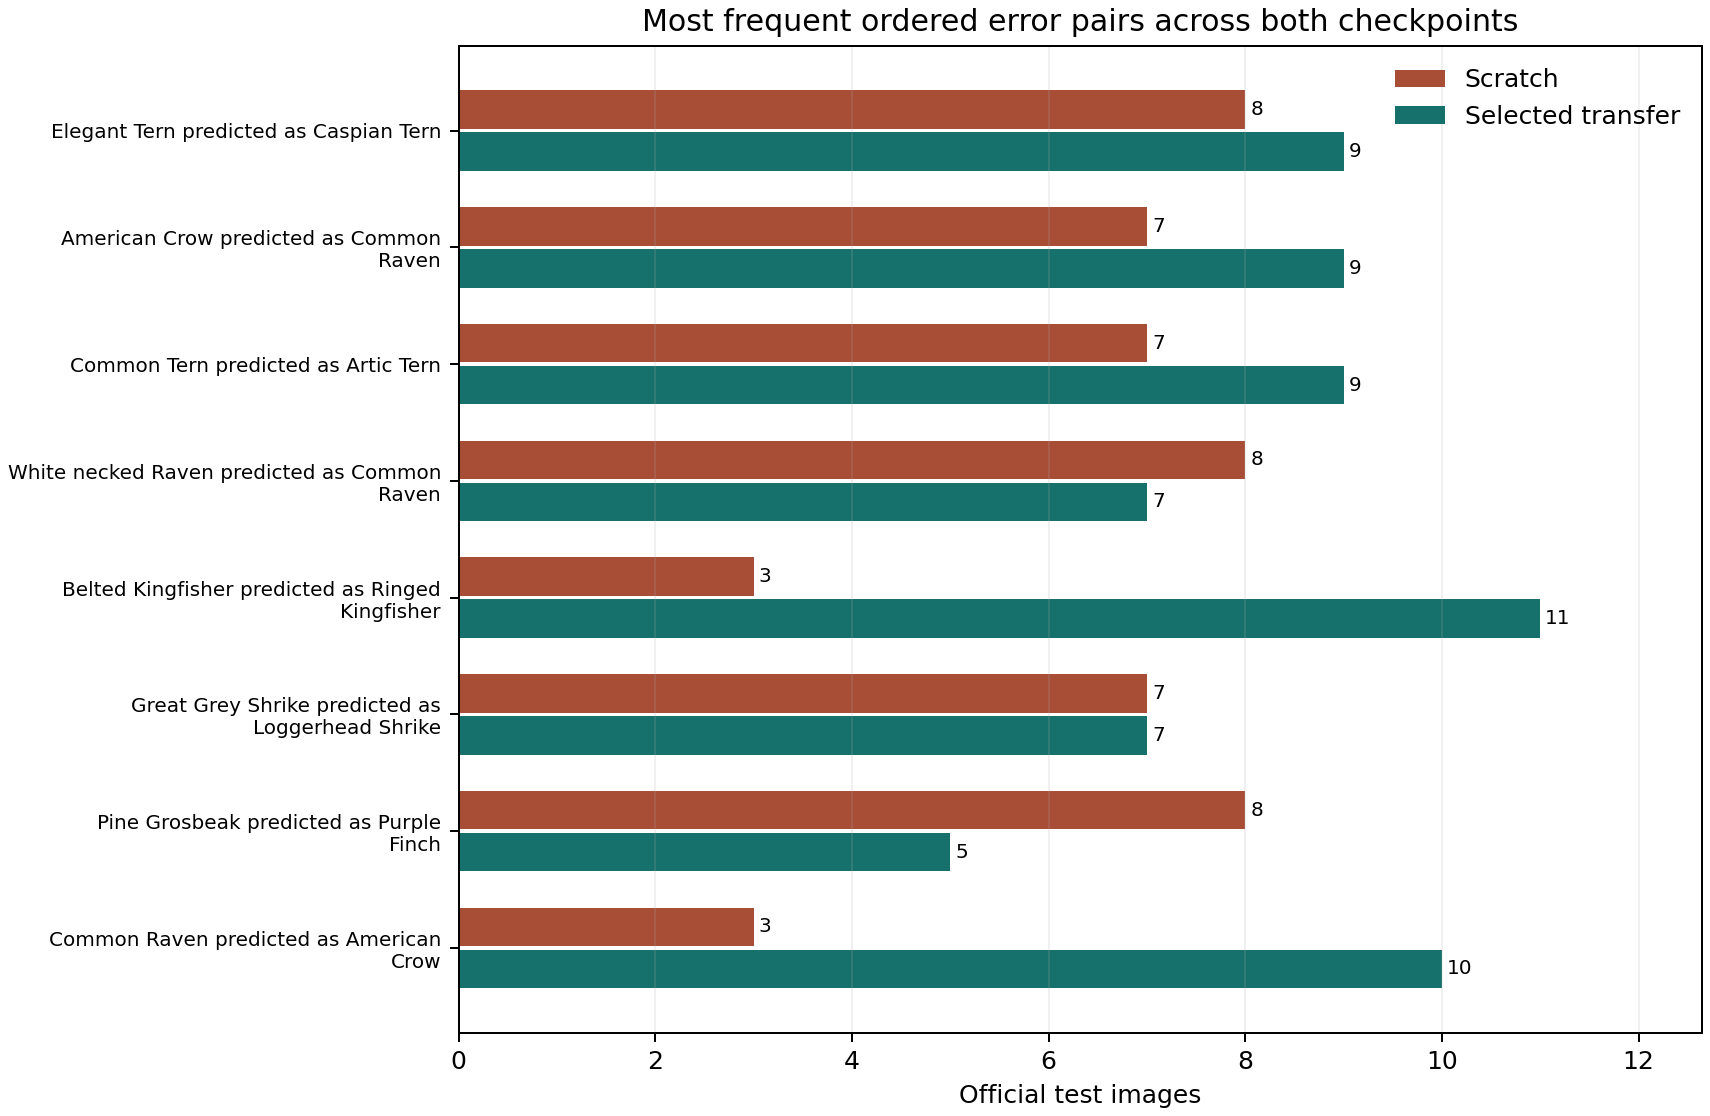 Most frequent ordered error pairs across both checkpoints
Scratch
Selected transfer
Elegant Tern predicted as Caspian Tern
8
9
American Crow predicted as Common
Raven
7
9
Common Tern predicted as Artic Tern
7
9
White necked Raven predicted as Common
Raven
8
7
Belted Kingfisher predicted as Ringed
Kingfisher
3
11
Great Grey Shrike predicted as
Loggerhead Shrike
7
7
Pine Grosbeak predicted as Purple
Finch
8
5
Common Raven predicted as American
Crow
3
10
0 2 4 6 8 10 12
Official test images